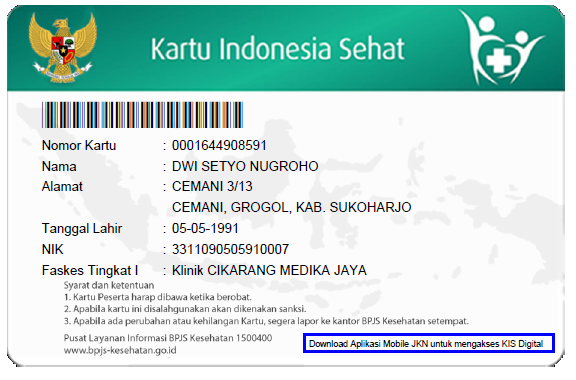 Kartu Indonesia Sehat
Nomor Kartu : 0001644908591
Nama : DWI SETYO NUGROHO
Alamat : CEMANI 3/13
CEMANI, GROGOL, KAB. SUKOHARJO
Tanggal Lahir : 05-05-1991
NIK : 3311090505910007
Faskes Tingkat I : Klinik CIKARANG MEDIKA JAYA
Syarat dan ketentuan
1. Kartu Peserta harap dibawa ketika berobat.
2. Apabila kartu ini disalahgunakan akan dikenakan sanksi.
3. Apabila ada perubahan atau kehilangan Kartu, segera lapor ke kantor BPJS Kesehatan setempat.
Pusat Layanan Informasi BPJS Kesehatan 1500400
www.bpjs-kesehatan.go.id
Download Aplikasi Mobile JKN untuk mengakses KIS Digital